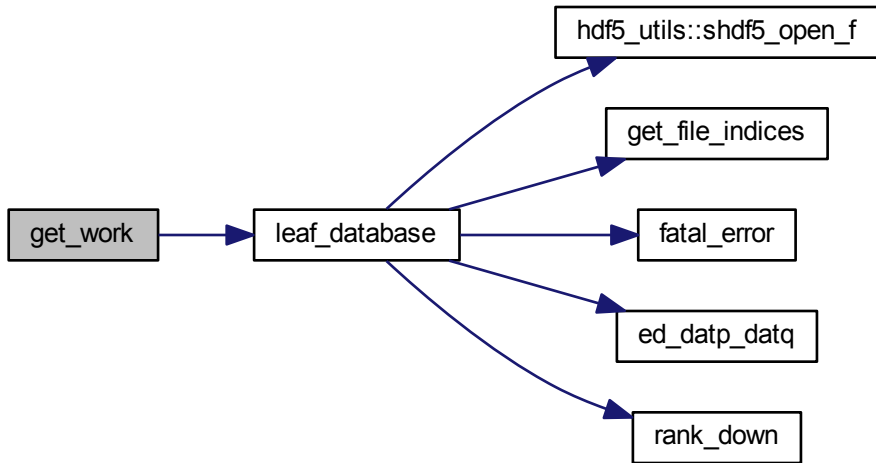 get_work
leaf_database
hdf5_utils::shdf5_open_f
get_file_indices
fatal_error
ed_datp_datq
rank_down